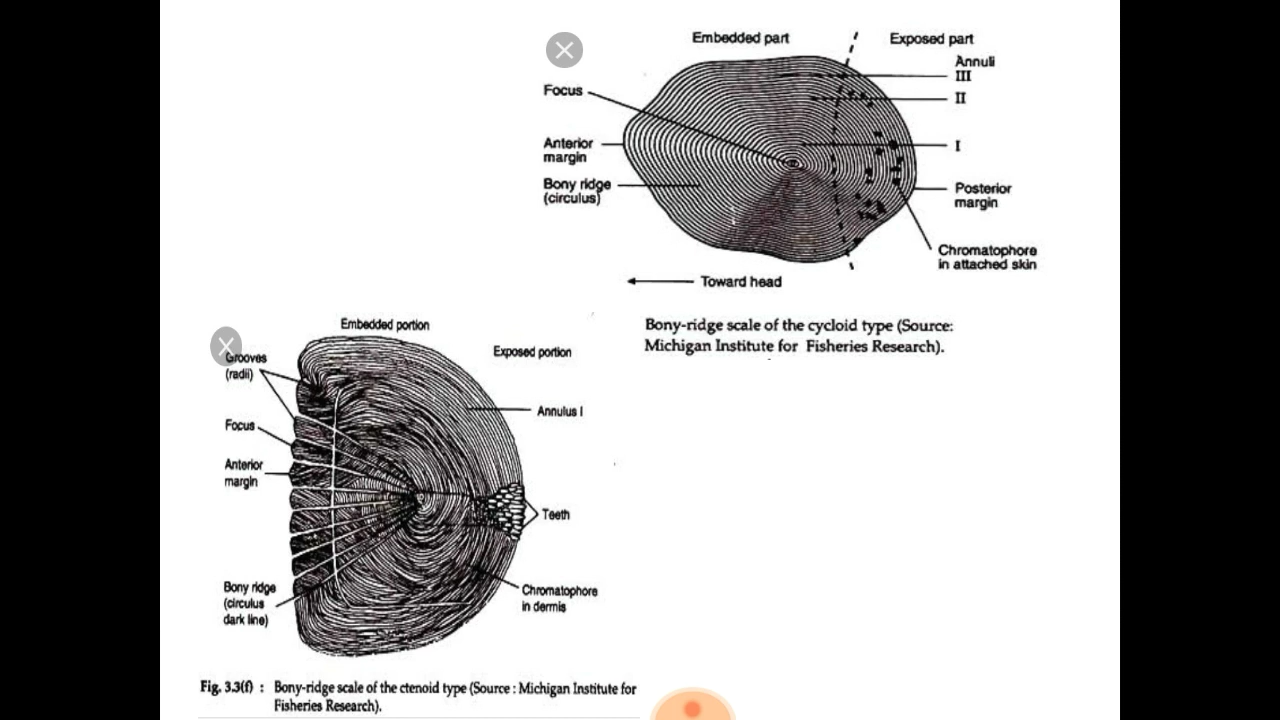 Embedded part
Exposed part
Annuli
III
II
I
Focus
Anterior
margin
Bony ridge
(circulus)
Posterior
margin
Chromatophore
in attached skin
Toward head
Bony-ridge scale of the cycloid type (Source:
Michigan Institute for Fisheries Research).
Embedded portion
Exposed portion
Grooves
(radii)
Annulus I
Focus
Anterior
margin
Teeth
Bony ridge
(circulus
dark line)
Chromatophore
in dermis
Fig. 3.3(f) : Bony-ridge scale of the ctenoid type (Source : Michigan Institute for
Fisheries Research).